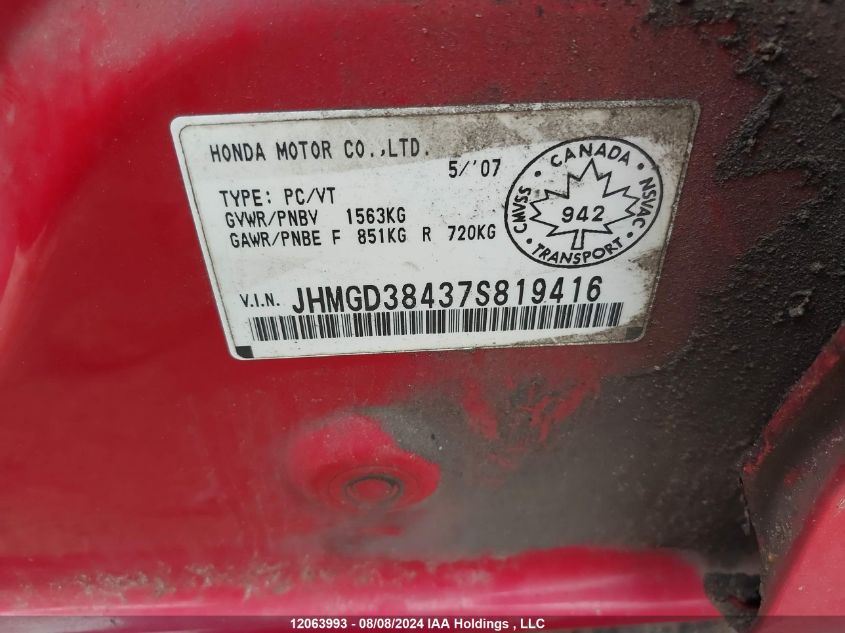 HONDA MOTOR CO.,LTD.
5/'07
TYPE: PC/VT
GVWR/PNBV 1563KG
GAWR/PNBE F 851KG R 720KG
• CANADA •
CMVSS
942
NSVAC
• TRANSPORT •
V.I.N. JHMGD38437S819416
12063993 - 08/08/2024 IAA Holdings , LLC